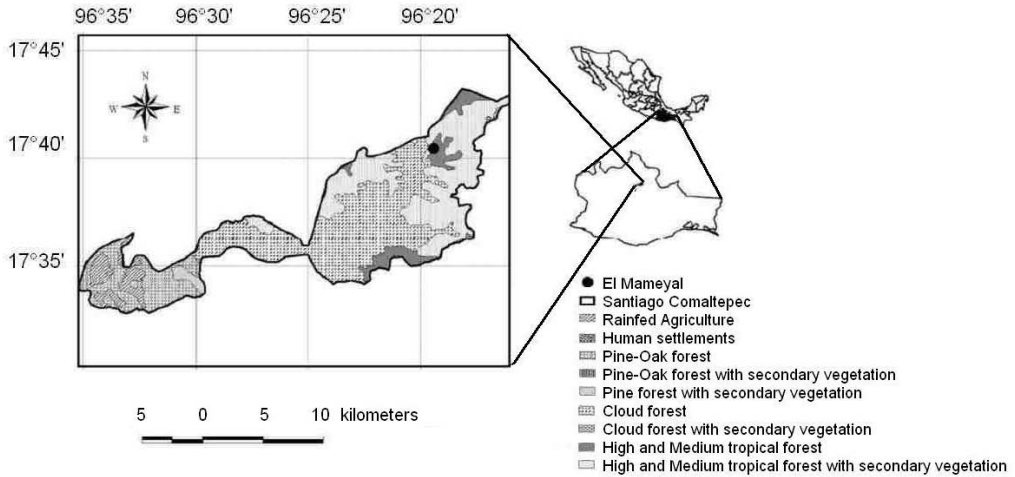 96°35' 96°30' 96°25' 96°20'
17°45'
17°40'
17°35'
N
W E
S
El Mameyal
Santiago Comaltepec
Rainfed Agriculture
Human settlements
Pine-Oak forest
Pine-Oak forest with secondary vegetation
Pine forest with secondary vegetation
Cloud forest
Cloud forest with secondary vegetation
High and Medium tropical forest
High and Medium tropical forest with secondary vegetation
5 0 5 10 kilometers